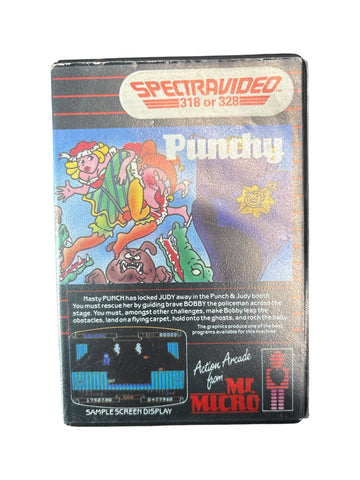 SPECTRAVIDEO™
318 or 328
Punchy
Nasty PUNCH has locked JUDY away in the Punch & Judy booth.
You must rescue her by guiding brave BOBBY the policeman across the
stage. You must, amongst other challenges, make Bobby leap the
obstacles, land on a flying carpet, hold onto the ghosts, and rock the baby.
The graphics produce one of the best
programs available for this machine.
Action Arcade
from
MR.
MICRO
SAMPLE SCREEN DISPLAY